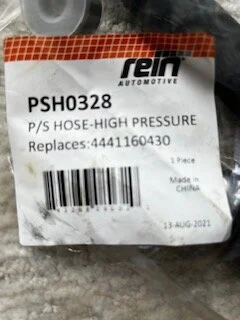 rein
AUTOMOTIVE
PSH0328
P/S HOSE-HIGH PRESSURE
Replaces:4441160430
1 Piece
Made in
CHINA
13-AUG-2021